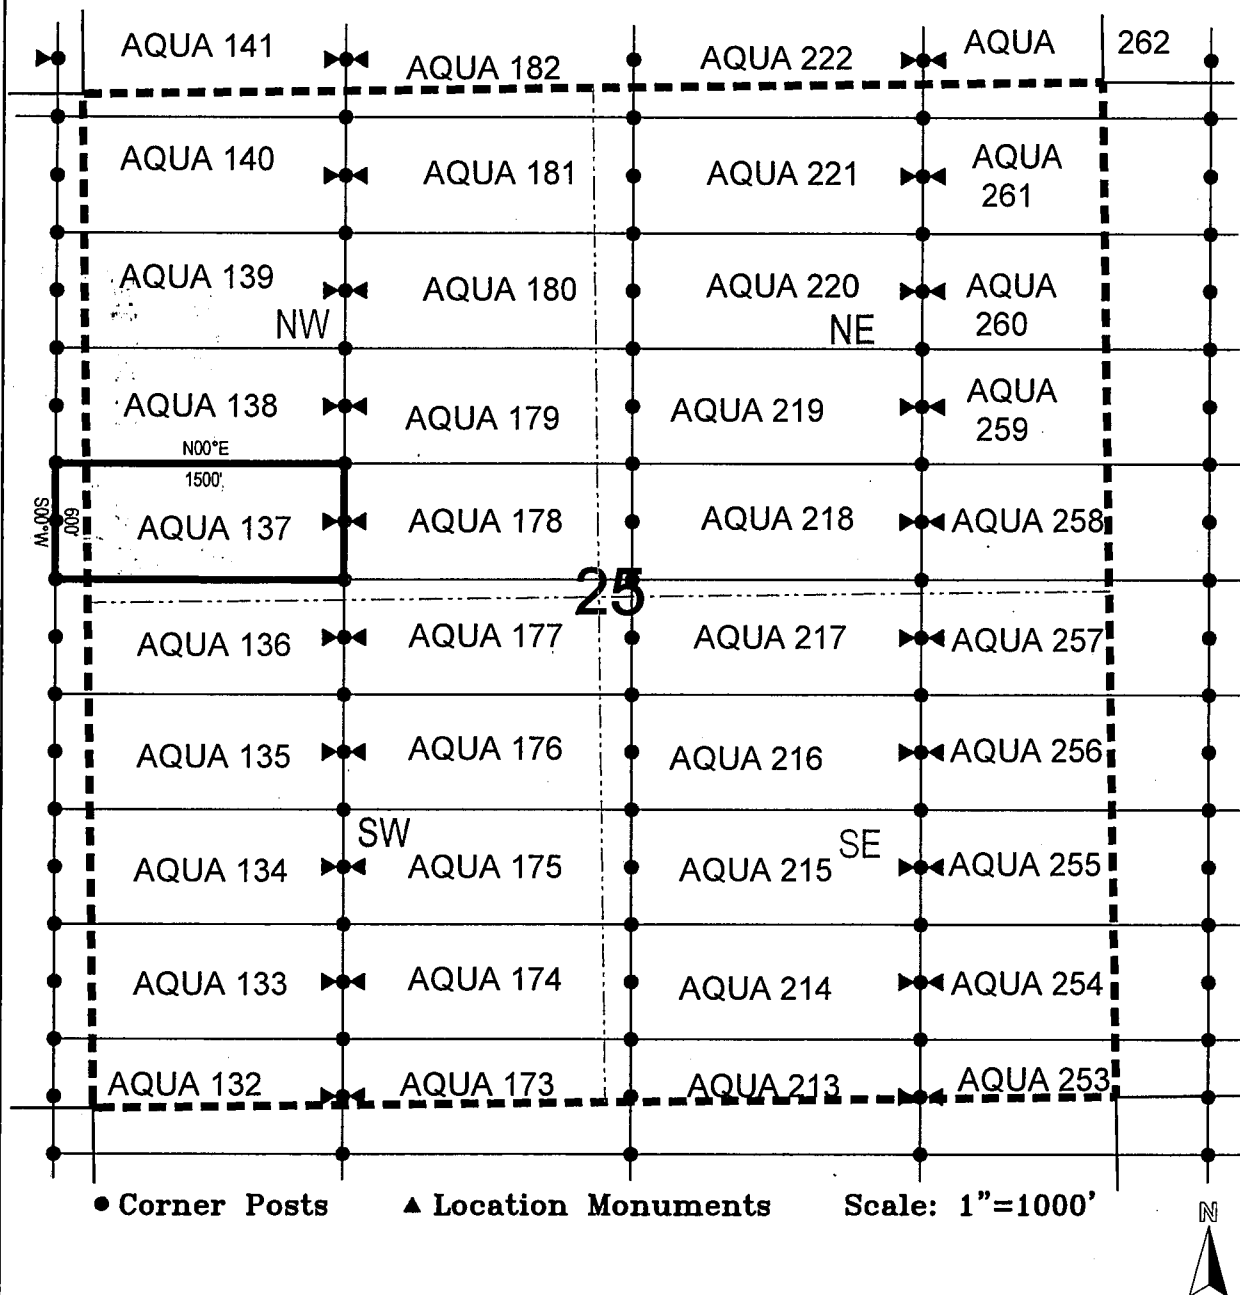 AQUA 141 AQUA 182 AQUA 222 AQUA 262
AQUA 140 AQUA 181 AQUA 221 AQUA
261
AQUA 139 AQUA 180 AQUA 220 AQUA
260
NW NE
AQUA 138 AQUA 179 AQUA 219 AQUA
259
N00°E
1500'
S00°W 600' AQUA 137 AQUA 178 AQUA 218 AQUA 258
25
AQUA 136 AQUA 177 AQUA 217 AQUA 257
AQUA 135 AQUA 176 AQUA 216 AQUA 256
SW SE
AQUA 134 AQUA 175 AQUA 215 AQUA 255
AQUA 133 AQUA 174 AQUA 214 AQUA 254
AQUA 132 AQUA 173 AQUA 213 AQUA 253
Corner Posts Location Monuments Scale: 1"=1000'
N